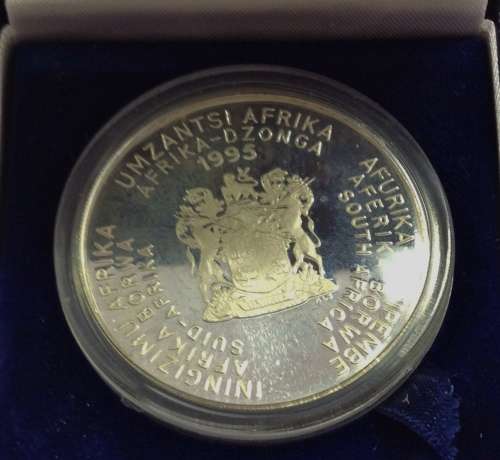 UMZANTSI AFRIKA
AFRIKA-DZONGA
1995
AFURIKA
AFERIKA BORWA
SOUTH AFRICA
ININGIZIMU AFRIKA
AFRIKA BORWA
SUID-AFRIKA